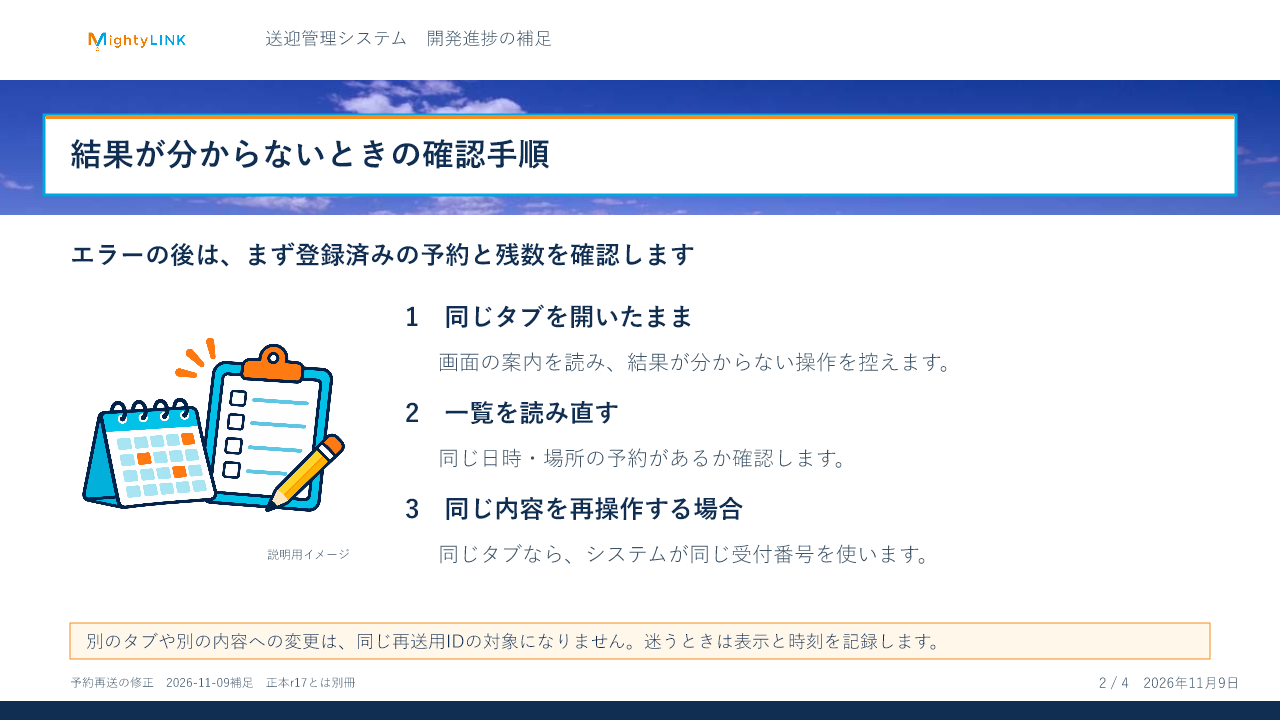 MightyLINK
送迎管理システム　開発進捗の補足
結果が分からないときの確認手順
エラーの後は、まず登録済みの予約と残数を確認します
1　同じタブを開いたまま
画面の案内を読み、結果が分からない操作を控えます。
2　一覧を読み直す
同じ日時・場所の予約があるか確認します。
3　同じ内容を再操作する場合
同じタブなら、システムが同じ受付番号を使います。
説明用イメージ
別のタブや別の内容への変更は、同じ再送用IDの対象になりません。迷うときは表示と時刻を記録します。
予約再送の修正　2026-11-09補足　正本r17とは別冊
2 / 4　2026年11月9日